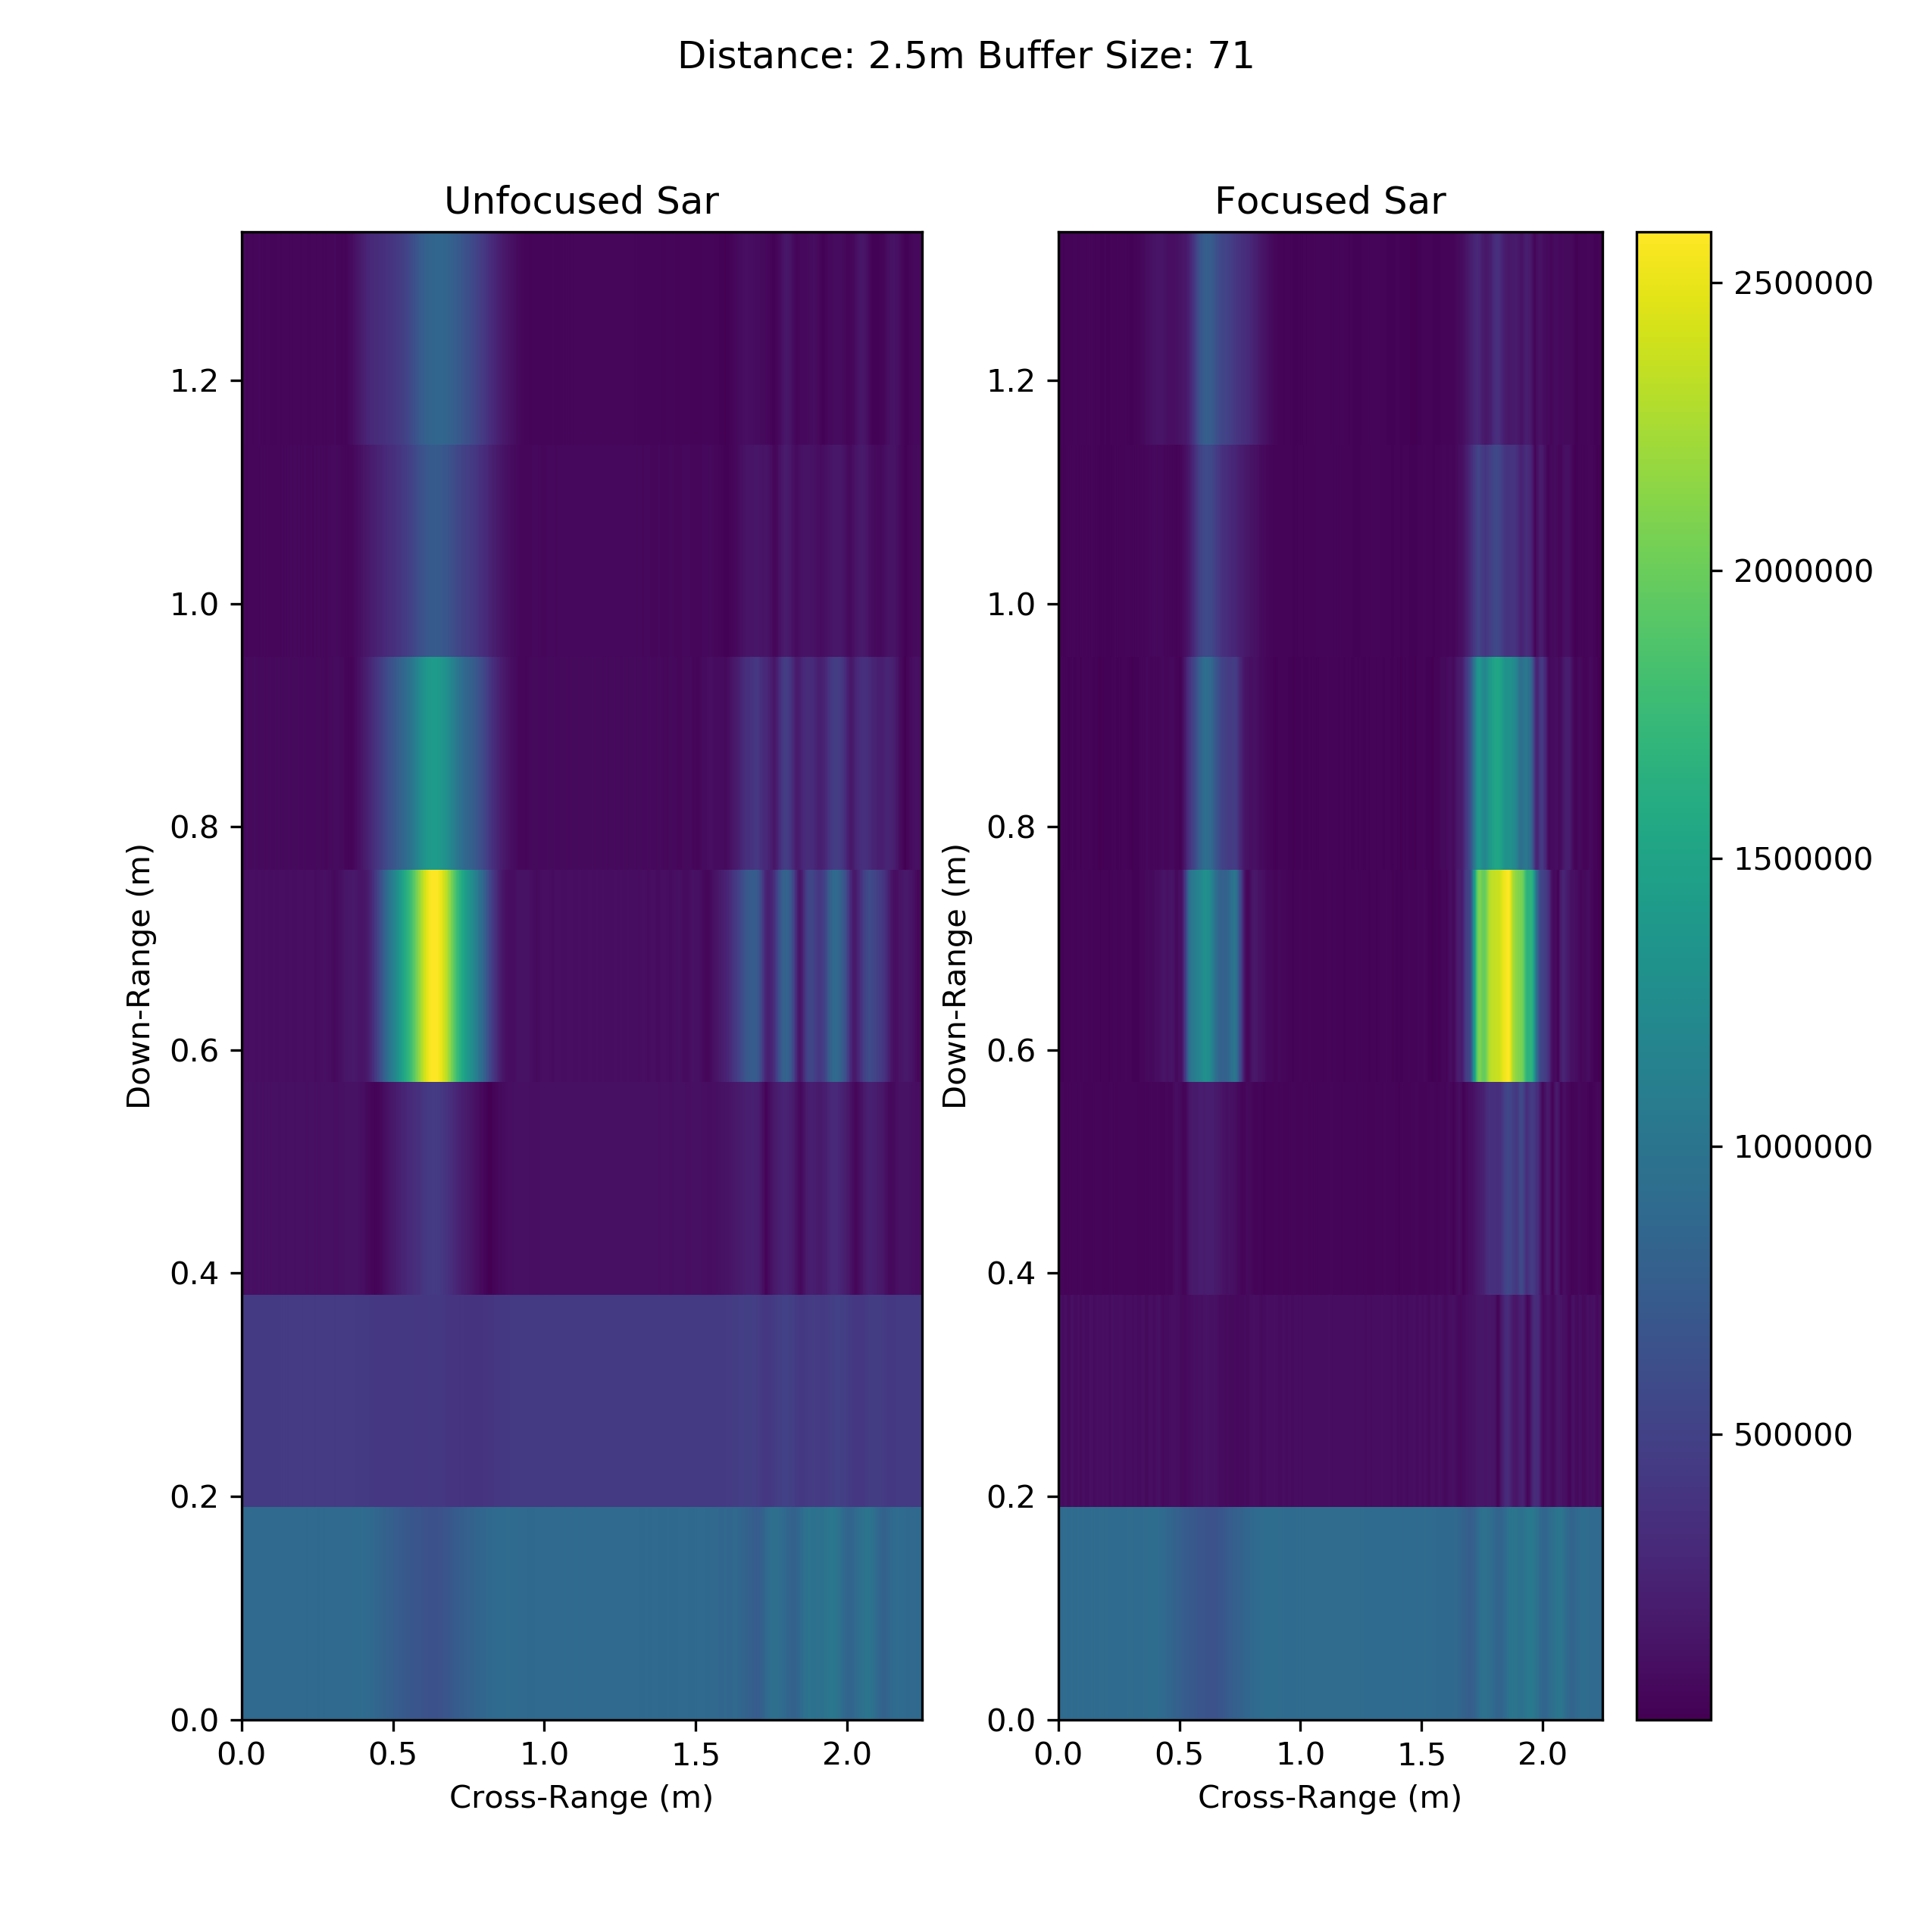 Distance: 2.5m Buffer Size: 71
Unfocused Sar
Down-Range (m)
1.2
1.0
0.8
0.6
0.4
0.2
0.0
0.0 0.5 1.0 1.5 2.0
Cross-Range (m)
Focused Sar
Down-Range (m)
1.2
1.0
0.8
0.6
0.4
0.2
0.0
0.0 0.5 1.0 1.5 2.0
Cross-Range (m)
2500000
2000000
1500000
1000000
500000